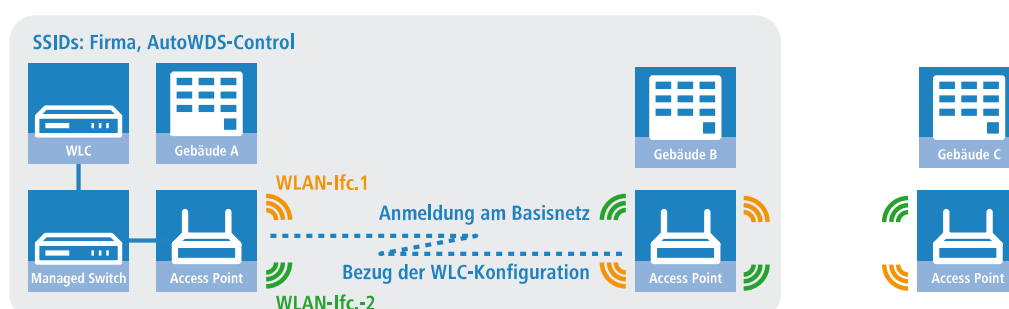 SSIDs: Firma, AutoWDS-Control
WLC
Gebäude A
Gebäude B
Gebäude C
WLAN-Ifc.1
Anmeldung am Basisnetz
Bezug der WLC-Konfiguration
Managed Switch
Access Point
Access Point
Access Point
WLAN-Ifc.-2